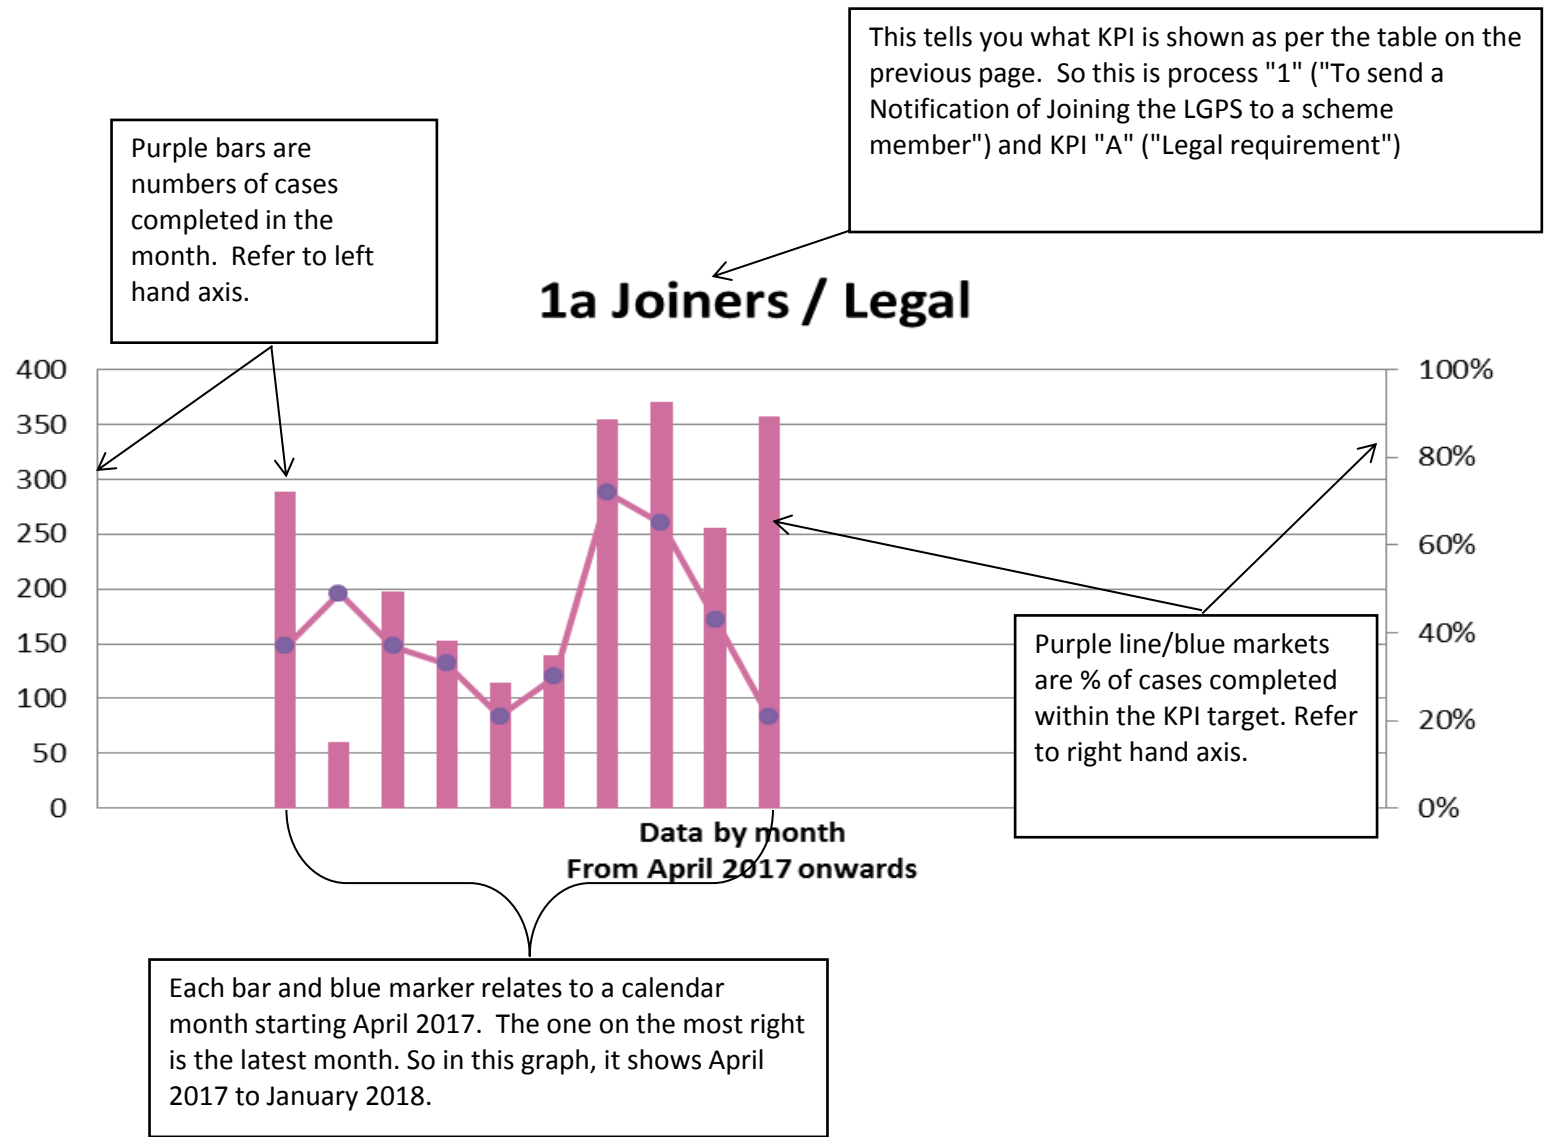 This tells you what KPI is shown as per the table on the
previous page.  So this is process "1" ("To send a
Notification of Joining the LGPS to a scheme
member") and KPI "A" ("Legal requirement")
Purple bars are
numbers of cases
completed in the
month.  Refer to left
hand axis.
1a Joiners / Legal
400
350
300
250
200
150
100
50
0
100%
80%
60%
40%
20%
0%
Purple line/blue markets
are % of cases completed
within the KPI target. Refer
to right hand axis.
Data by month
From April 2017 onwards
Each bar and blue marker relates to a calendar
month starting April 2017.  The one on the most right
is the latest month. So in this graph, it shows April
2017 to January 2018.